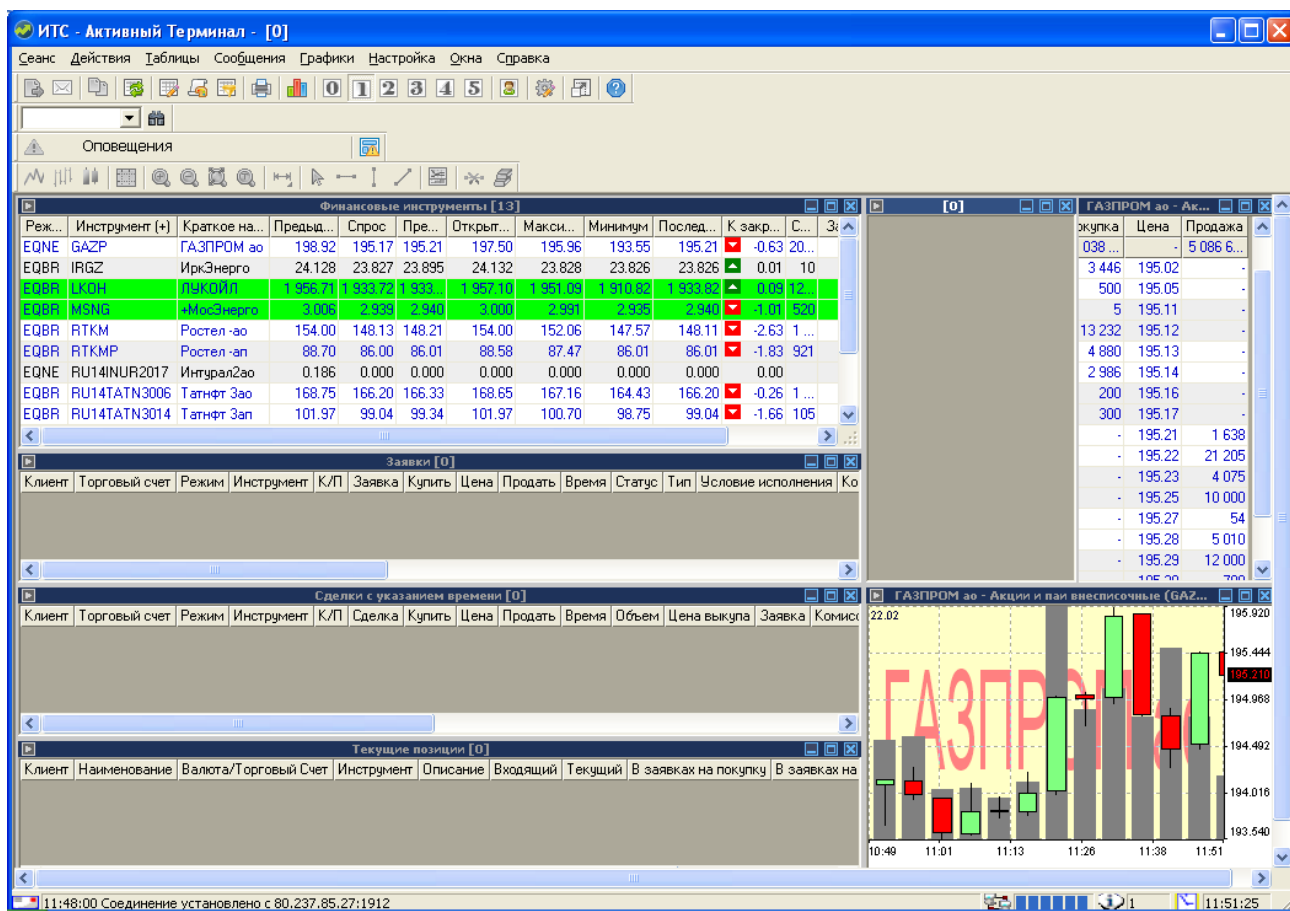 ИТС - Активный Терминал - [0]
Сеанс Действия Таблицы Сообщения Графики Настройка Окна Справка
0 1 2 3 4 5
Оповещения
Финансовые инструменты [13]
Реж... Инструмент (+) Краткое на... Предыд... Спрос Пре... Открыт... Макси... Минимум Послед... К закр... С...
EQNE GAZP ГАЗПРОМ ао 198.92 195.17 195.21 197.50 195.96 193.55 195.21 -0.63 20...
EQBR IRGZ ИркЭнерго 24.128 23.827 23.895 24.132 23.828 23.826 23.826 0.01 10
EQBR LKOH ЛУКОЙЛ 1 956.71 1 933.72 1 933... 1 957.10 1 951.09 1 910.82 1 933.82 0.09 12...
EQBR MSNG +МосЭнерго 3.006 2.939 2.940 3.000 2.991 2.935 2.940 -1.01 520
EQBR RTKM Ростел -ао 154.00 148.13 148.21 154.00 152.06 147.57 148.11 -2.63 1 ...
EQBR RTKMP Ростел -ап 88.70 86.00 86.01 88.58 87.47 86.01 86.01 -1.83 921
EQNE RU14INUR2017 Интурал2ао 0.186 0.000 0.000 0.000 0.000 0.000 0.000 0.00
EQBR RU14TATN3006 Татнфт 3ао 168.75 166.20 166.33 168.65 167.16 164.43 166.20 -0.26 1 ...
EQBR RU14TATN3014 Татнфт 3ап 101.97 99.04 99.34 101.97 100.70 98.75 99.04 -1.66 105
[0]
ГАЗПРОМ ао - Ак...
Цена Продажа
038 ... - 5 086 6...
3 446 195.02 -
500 195.05 -
5 195.11 -
13 232 195.12 -
4 880 195.13 -
2 986 195.14 -
200 195.16 -
300 195.17 -
- 195.21 1 638
- 195.22 21 205
- 195.23 4 075
- 195.25 10 000
- 195.27 54
- 195.28 5 010
- 195.29 12 000
Заявки [0]
Клиент Торговый счет Режим Инструмент К/П Заявка Купить Цена Продать Время Статус Тип Условие исполнения Ко
Сделки с указанием времени [0]
Клиент Торговый счет Режим Инструмент К/П Сделка Купить Цена Продать Время Объем Цена выкупа Заявка Комисс
Текущие позиции [0]
Клиент Наименование Валюта/Торговый Счет Инструмент Описание Входящий Текущий В заявках на покупку В заявках на
ГАЗПРОМ ао - Акции и паи внесписочные (GAZ...
22.02
ГАЗПРОМ ао
195.920
195.444
195.210
194.968
194.492
194.016
193.540
10:49 11:01 11:13 11:26 11:38 11:51
11:48:00 Соединение установлено с 80.237.85.27:1912
1
11:51:25